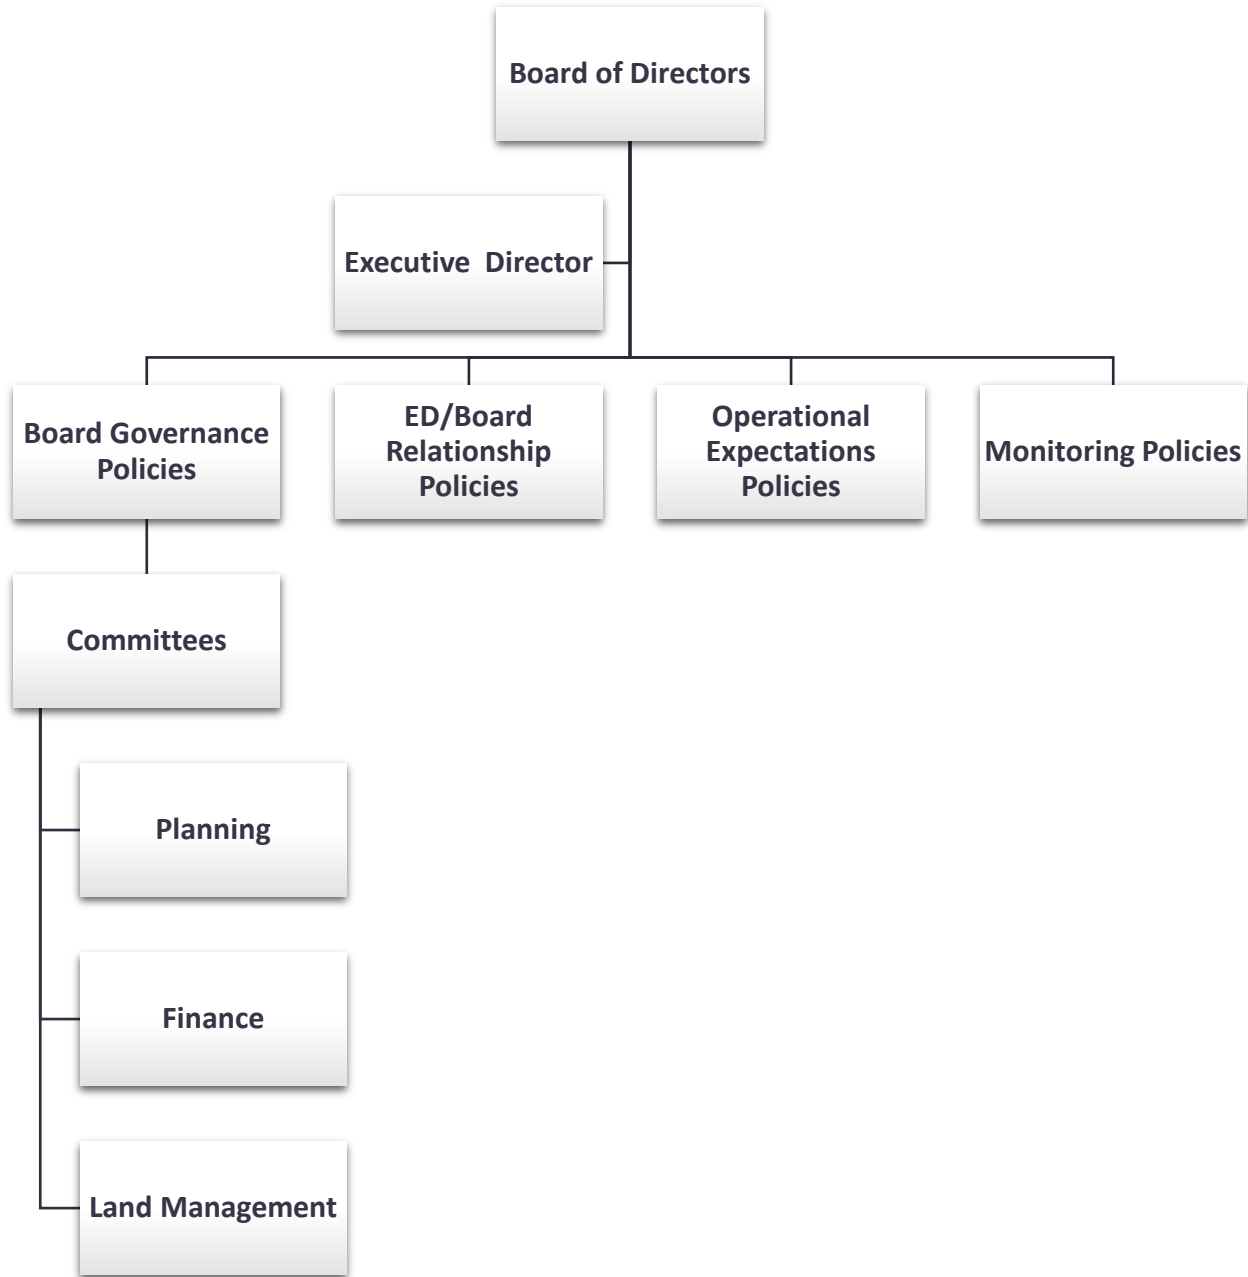 Board of Directors
Executive  Director
Board Governance
Policies
ED/Board
Relationship
Policies
Operational
Expectations
Policies
Monitoring Policies
Committees
Planning
Finance
Land Management